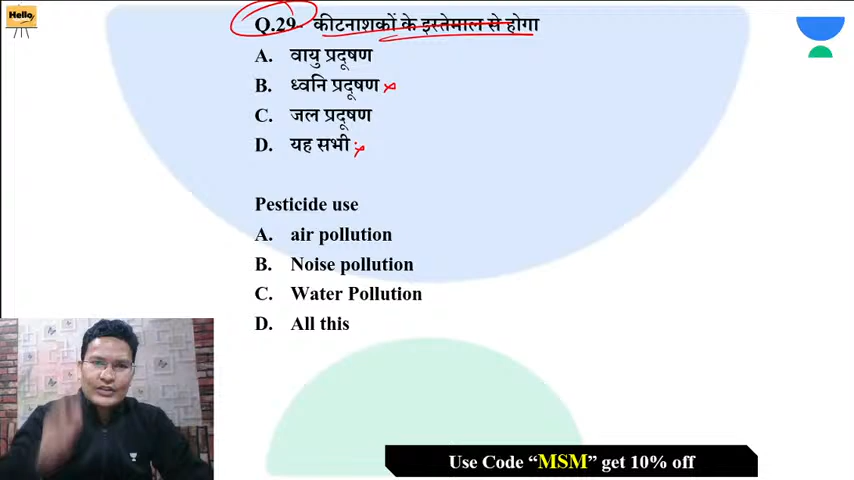 Hello
Q.29- कीटनाशकों के इस्तेमाल से होगा
A. वायु प्रदूषण
B. ध्वनि प्रदूषण
C. जल प्रदूषण
D. यह सभी
Pesticide use
A. air pollution
B. Noise pollution
C. Water Pollution
D. All this
Use Code “MSM” get 10% off